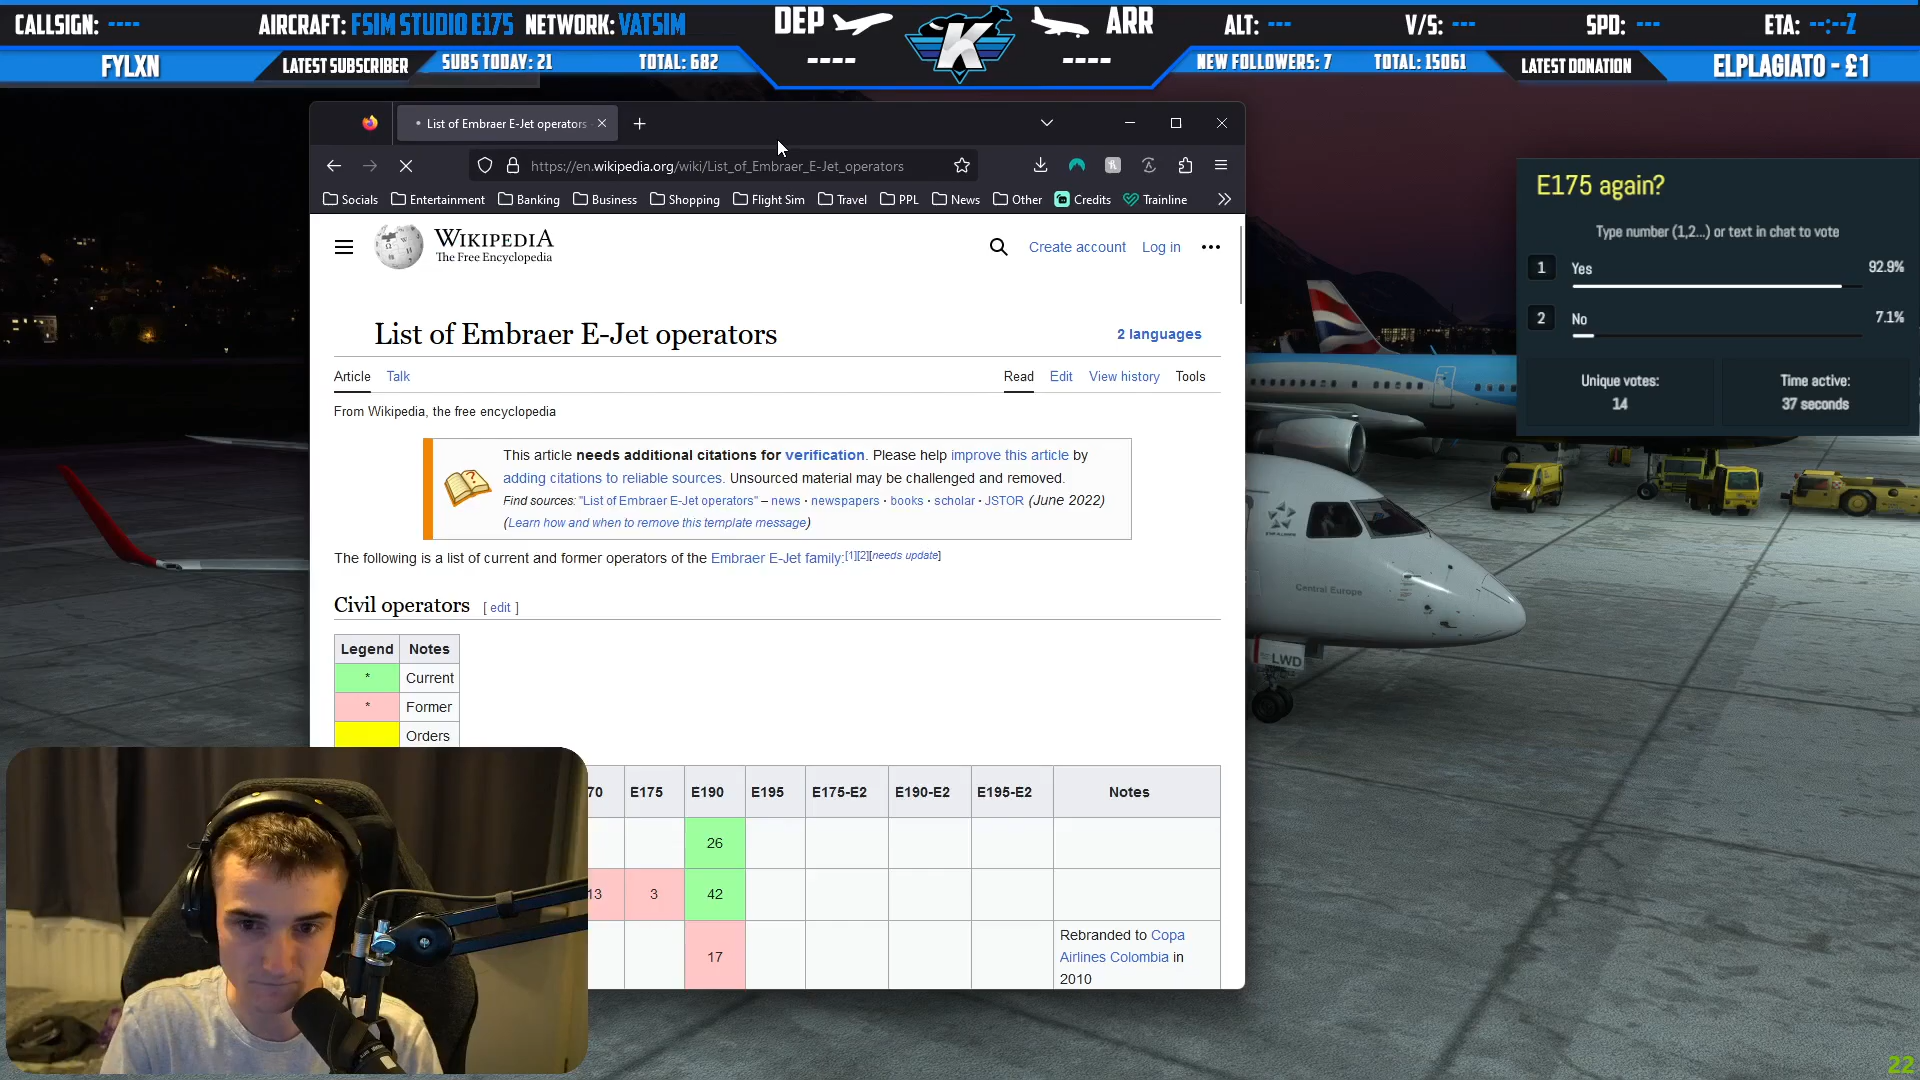 CALLSIGN: ----
AIRCRAFT: FSIM STUDIO E175 NETWORK: VATSIM
DEP
ARR
ALT: ---
V/S: ---
SPD: ---
ETA: --:--Z
FYLXN
LATEST SUBSCRIBER
SUBS TODAY: 21
TOTAL: 682
----
K
----
NEW FOLLOWERS: 7
TOTAL: 15061
LATEST DONATION
ELPLAGIATO - £1
List of Embraer E-Jet operators
https://en.wikipedia.org/wiki/List_of_Embraer_E-Jet_operators
Socials Entertainment Banking Business Shopping Flight Sim Travel PPL News Other Credits Trainline
WIKIPEDIA
The Free Encyclopedia
Create account Log in
List of Embraer E-Jet operators
2 languages
Article Talk Read Edit View history Tools
From Wikipedia, the free encyclopedia
This article needs additional citations for verification. Please help improve this article by
adding citations to reliable sources. Unsourced material may be challenged and removed.
Find sources: "List of Embraer E-Jet operators" – news · newspapers · books · scholar · JSTOR (June 2022)
(Learn how and when to remove this template message)
The following is a list of current and former operators of the Embraer E-Jet family:[1][2][needs update]
Civil operators [ edit ]
Legend Notes
* Current
* Former
Orders
70 E175 E190 E195 E175-E2 E190-E2 E195-E2 Notes
26
13 3 42
17
Rebranded to Copa
Airlines Colombia in
2010
E175 again?
Type number (1,2...) or text in chat to vote
1 Yes 92.9%
2 No 7.1%
Unique votes:
14
Time active:
37 seconds
Central Europe
LWD
22